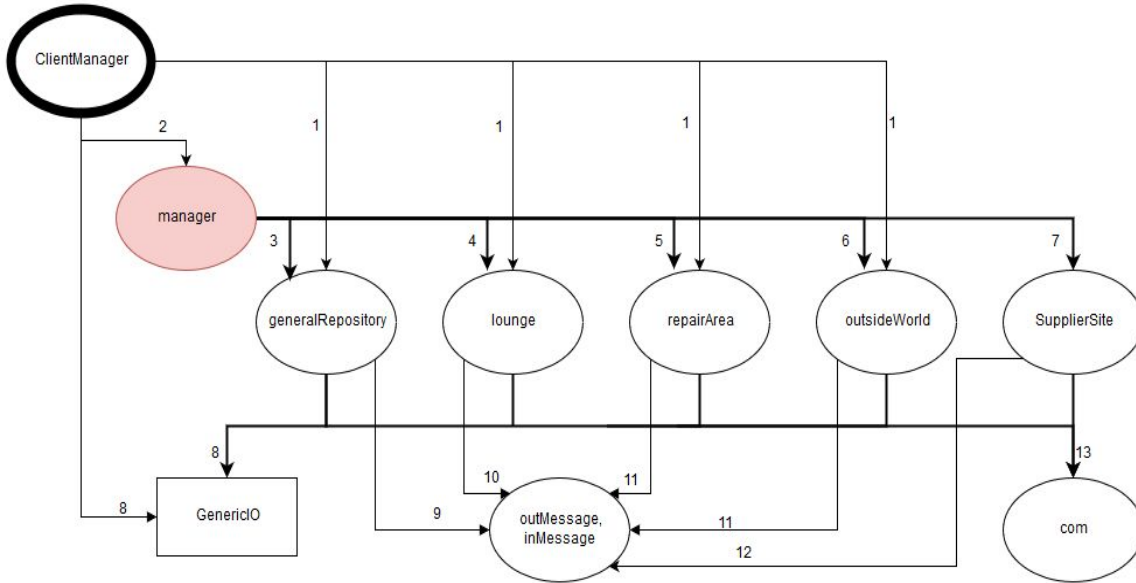 ClientManager
2
1
1
1
1
manager
3
4
5
6
7
generalRepository
lounge
repairArea
outsideWorld
SupplierSite
8
13
10
11
8
GenericIO
9
outMessage,
inMessage
11
12
com